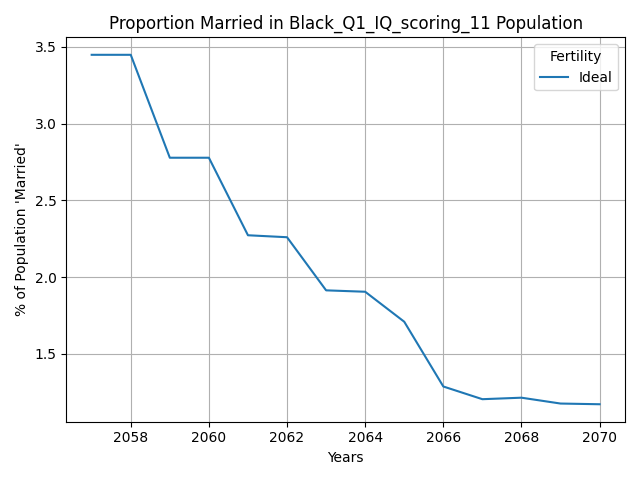 Proportion Married in Black_Q1_IQ_scoring_11 Population
Fertility
Ideal
% of Population 'Married'
3.5
3.0
2.5
2.0
1.5
2058 2060 2062 2064 2066 2068 2070
Years